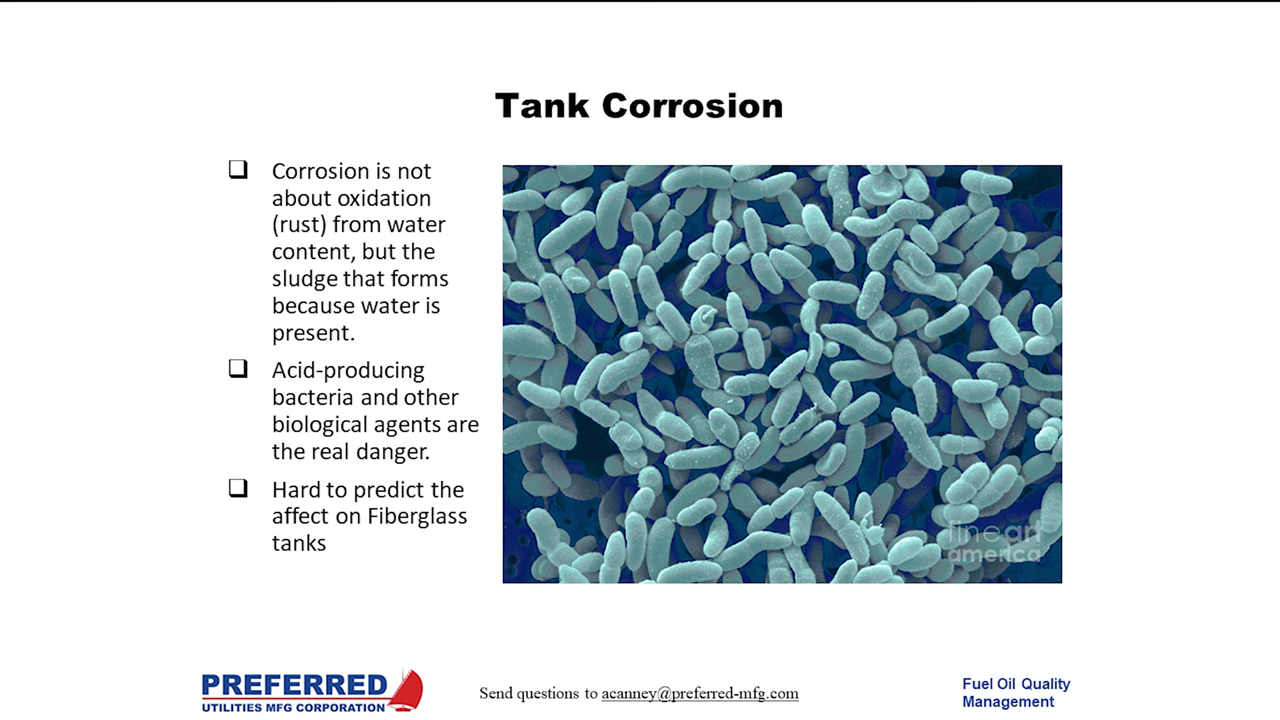 Tank Corrosion
❑ Corrosion is not
about oxidation
(rust) from water
content, but the
sludge that forms
because water is
present.
❑ Acid-producing
bacteria and other
biological agents are
the real danger.
❑ Hard to predict the
affect on Fiberglass
tanks
fineart
america
PREFERRED
UTILITIES MFG CORPORATION
Send questions to acanney@preferred-mfg.com
Fuel Oil Quality
Management